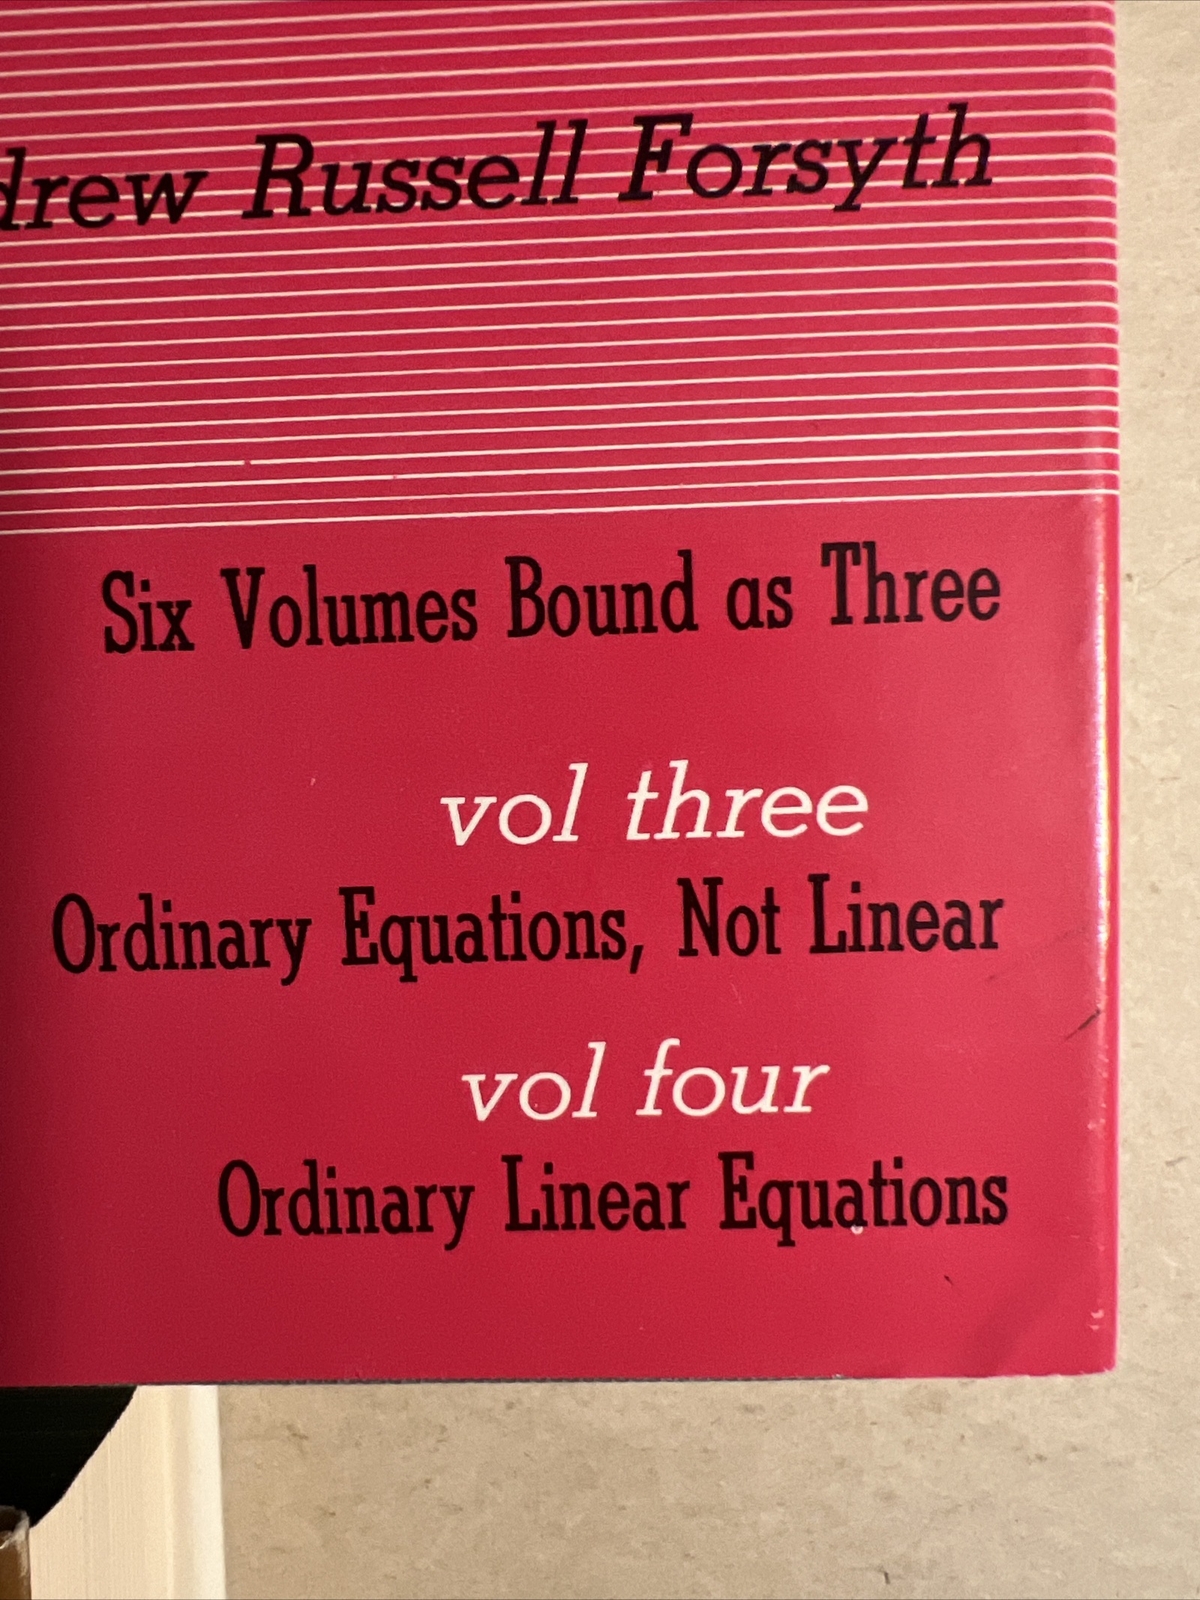 drew Russell Forsyth
Six Volumes Bound as Three
vol three
Ordinary Equations, Not Linear
vol four
Ordinary Linear Equations